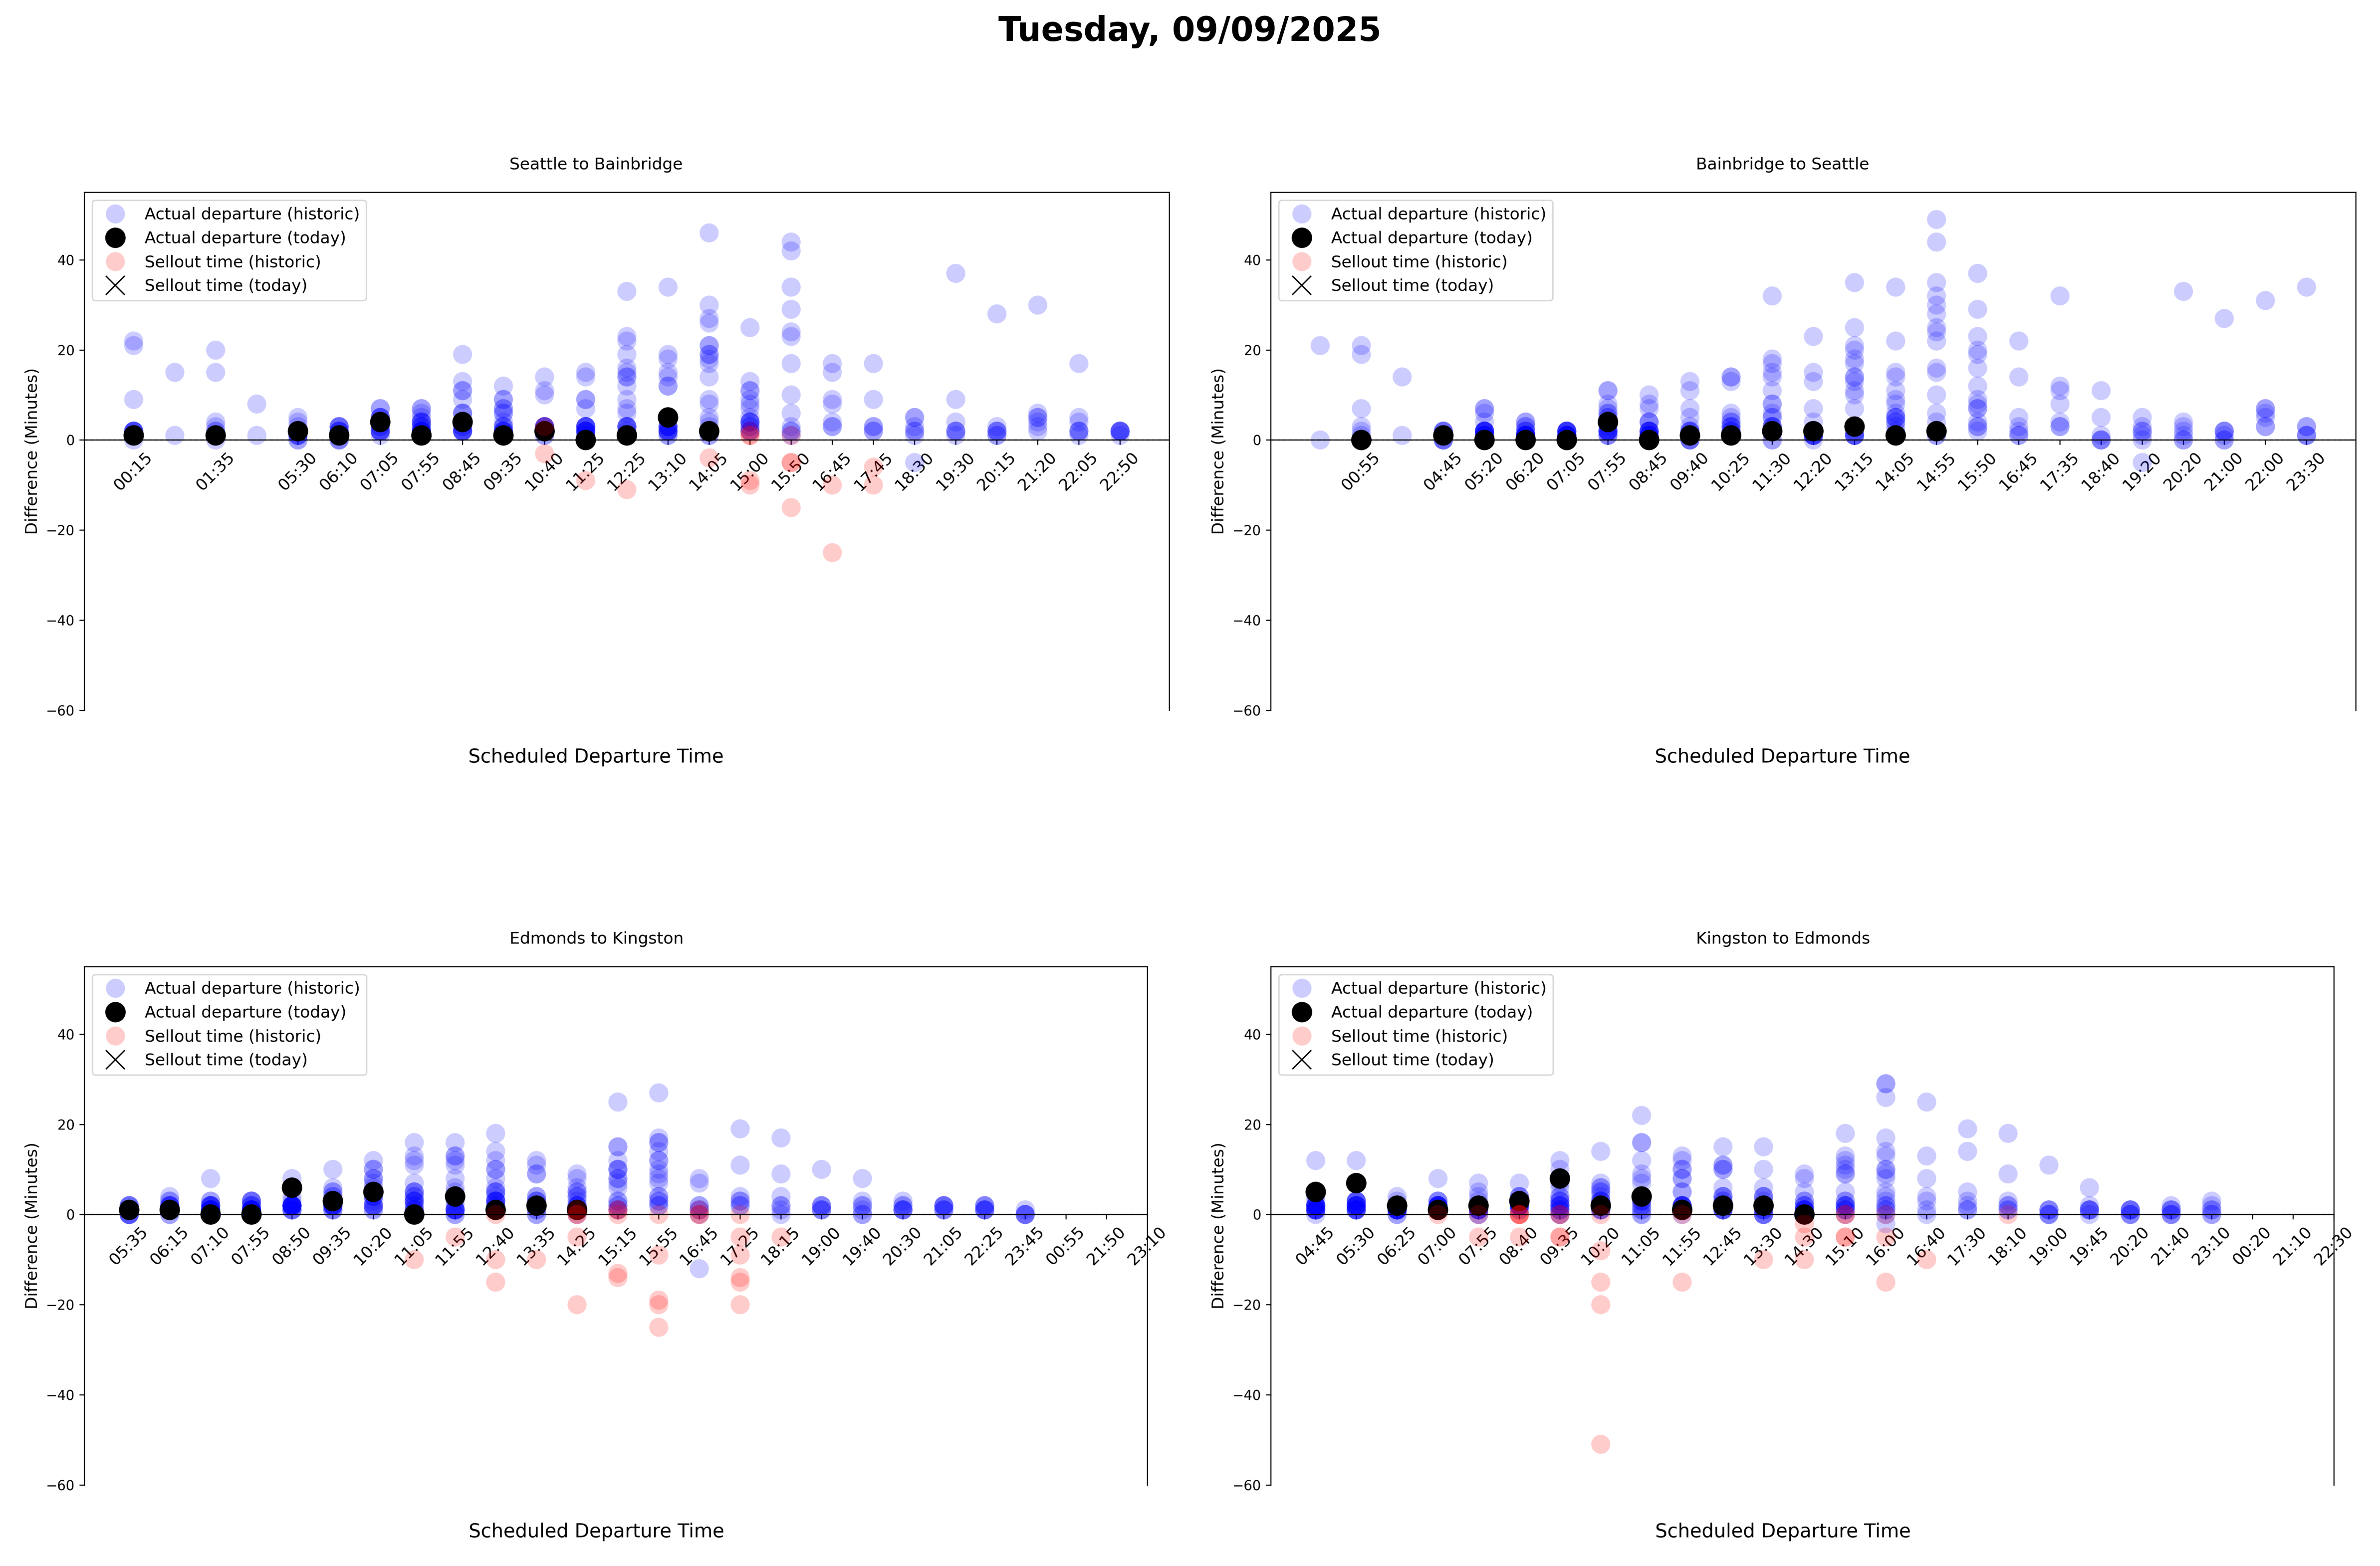 Tuesday, 09/09/2025
Seattle to Bainbridge
Actual departure (historic)
Actual departure (today)
Sellout time (historic)
Sellout time (today)
40
20
0
−20
−40
−60
Difference (Minutes)
00:15 01:35 05:30 06:10 07:05 07:55 08:45 09:35 10:40 11:25 12:25 13:10 14:05 15:00 15:50 16:45 17:45 18:30 19:30 20:15 21:20 22:05 22:50
Scheduled Departure Time
Bainbridge to Seattle
Actual departure (historic)
Actual departure (today)
Sellout time (historic)
Sellout time (today)
40
20
0
−20
−40
−60
Difference (Minutes)
00:55 04:45 05:20 06:20 07:05 07:55 08:45 09:40 10:25 11:30 12:20 13:15 14:05 14:55 15:50 16:45 17:35 18:40 19:20 20:20 21:00 22:00 23:30
Scheduled Departure Time
Edmonds to Kingston
Actual departure (historic)
Actual departure (today)
Sellout time (historic)
Sellout time (today)
40
20
0
−20
−40
−60
Difference (Minutes)
05:35 06:15 07:10 07:55 08:50 09:35 10:20 11:05 11:55 12:40 13:35 14:25 15:15 15:55 16:45 17:25 18:15 19:00 19:40 20:30 21:05 22:25 23:45 00:55 21:50 23:10
Scheduled Departure Time
Kingston to Edmonds
Actual departure (historic)
Actual departure (today)
Sellout time (historic)
Sellout time (today)
40
20
0
−20
−40
−60
Difference (Minutes)
04:45 05:30 06:25 07:00 07:55 08:40 09:35 10:20 11:05 11:55 12:45 13:30 14:30 15:10 16:00 16:40 17:30 18:10 19:00 19:45 20:20 21:40 23:10 00:20 21:10 22:30
Scheduled Departure Time